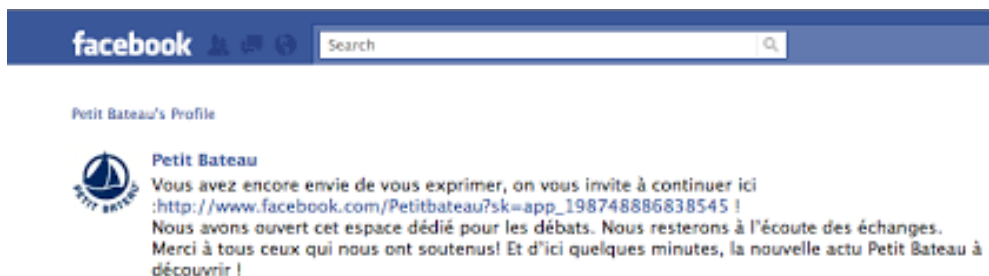 facebook Search
Petit Bateau's Profile
PETIT BATEAU
Petit Bateau
Vous avez encore envie de vous exprimer, on vous invite à continuer ici
:http://www.facebook.com/Petitbateau?sk=app_198748886838545 !
Nous avons ouvert cet espace dédié pour les débats. Nous resterons à l'écoute des échanges.
Merci à tous ceux qui nous ont soutenus! Et d'ici quelques minutes, la nouvelle actu Petit Bateau à
découvrir !